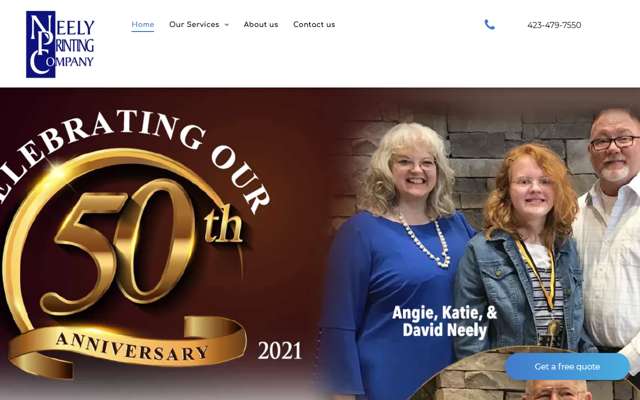 NEELY
PRINTING
COMPANY
Home
Our Services
About us
Contact us
423-479-7550
CELEBRATING OUR
50th
ANNIVERSARY
2021
Angie, Katie, &
David Neely
Get a free quote